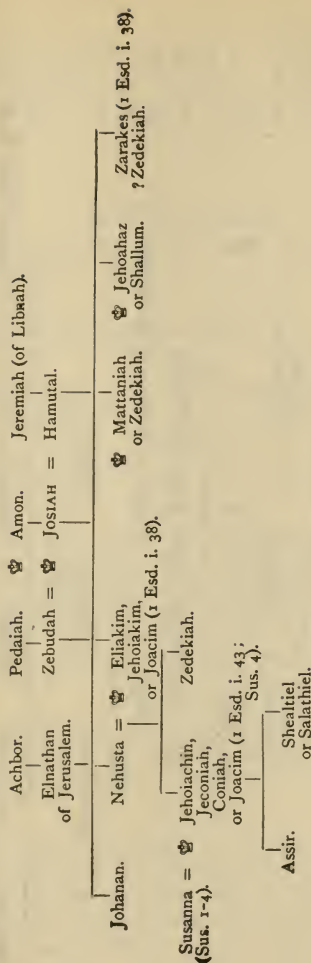 Achbor. Pedaiah. Amon. Jeremiah (of Libnah).
Elnathan
of Jerusalem.
Zebudah = JOSIAH = Hamutal.
Johanan.
Nehusta = Eliakim,
Jehoiakim,
or Joacim (1 Esd. i. 38).
Mattaniah
or Zedekiah.
Jehoahaz
or Shallum.
Zarakes (1 Esd. i. 38).
? Zedekiah.
Susanna = Jehoiachin,
(Sus. 1-4).
Jeconiah,
Coniah,
or Joacim (1 Esd. i. 43;
Sus. 4).
Zedekiah.
Assir.
Shealtiel
or Salathiel.